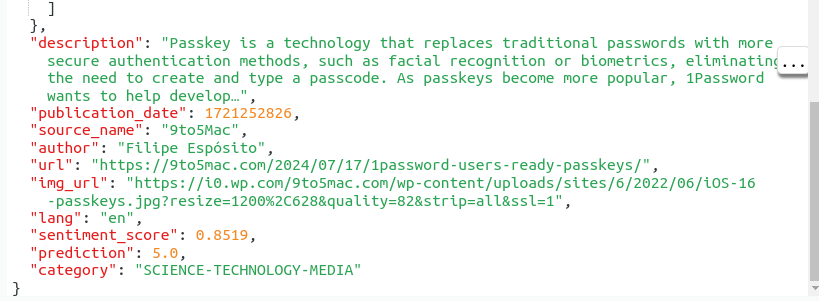 ]
},
"description": "Passkey is a technology that replaces traditional passwords with more
secure authentication methods, such as facial recognition or biometrics, eliminating
the need to create and type a passcode. As passkeys become more popular, 1Password
wants to help develop…",
"publication_date": 1721252826,
"source_name": "9to5Mac",
"author": "Filipe Espósito",
"url": "https://9to5mac.com/2024/07/17/1password-users-ready-passkeys/",
"img_url": "https://i0.wp.com/9to5mac.com/wp-content/uploads/sites/6/2022/06/iOS-16
-passkeys.jpg?resize=1200%2C628&quality=82&strip=all&ssl=1",
"lang": "en",
"sentiment_score": 0.8519,
"prediction": 5.0,
"category": "SCIENCE-TECHNOLOGY-MEDIA"
}
...